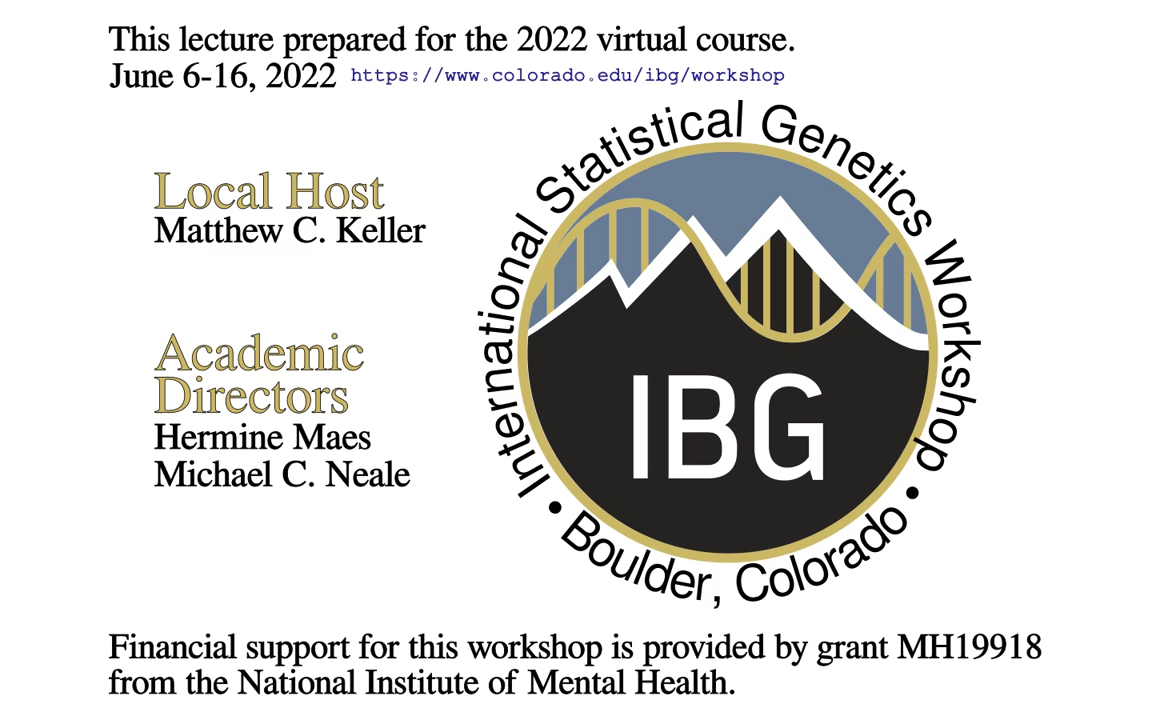 This lecture prepared for the 2022 virtual course.
June 6-16, 2022 https://www.colorado.edu/ibg/workshop
Local Host
Matthew C. Keller
Academic
Directors
Hermine Maes
Michael C. Neale
International Statistical Genetics Workshop
• Boulder, Colorado •
IBG
Financial support for this workshop is provided by grant MH19918
from the National Institute of Mental Health.